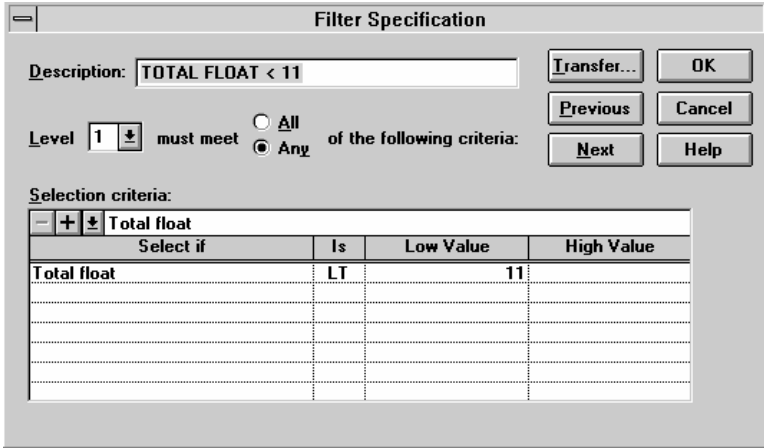 Filter Specification
Description: TOTAL FLOAT < 11
Transfer... OK
Level 1 must meet All Any of the following criteria:
Previous Cancel
Next Help
Selection criteria:
- + Total float
Select if Is Low Value High Value
Total float LT 11